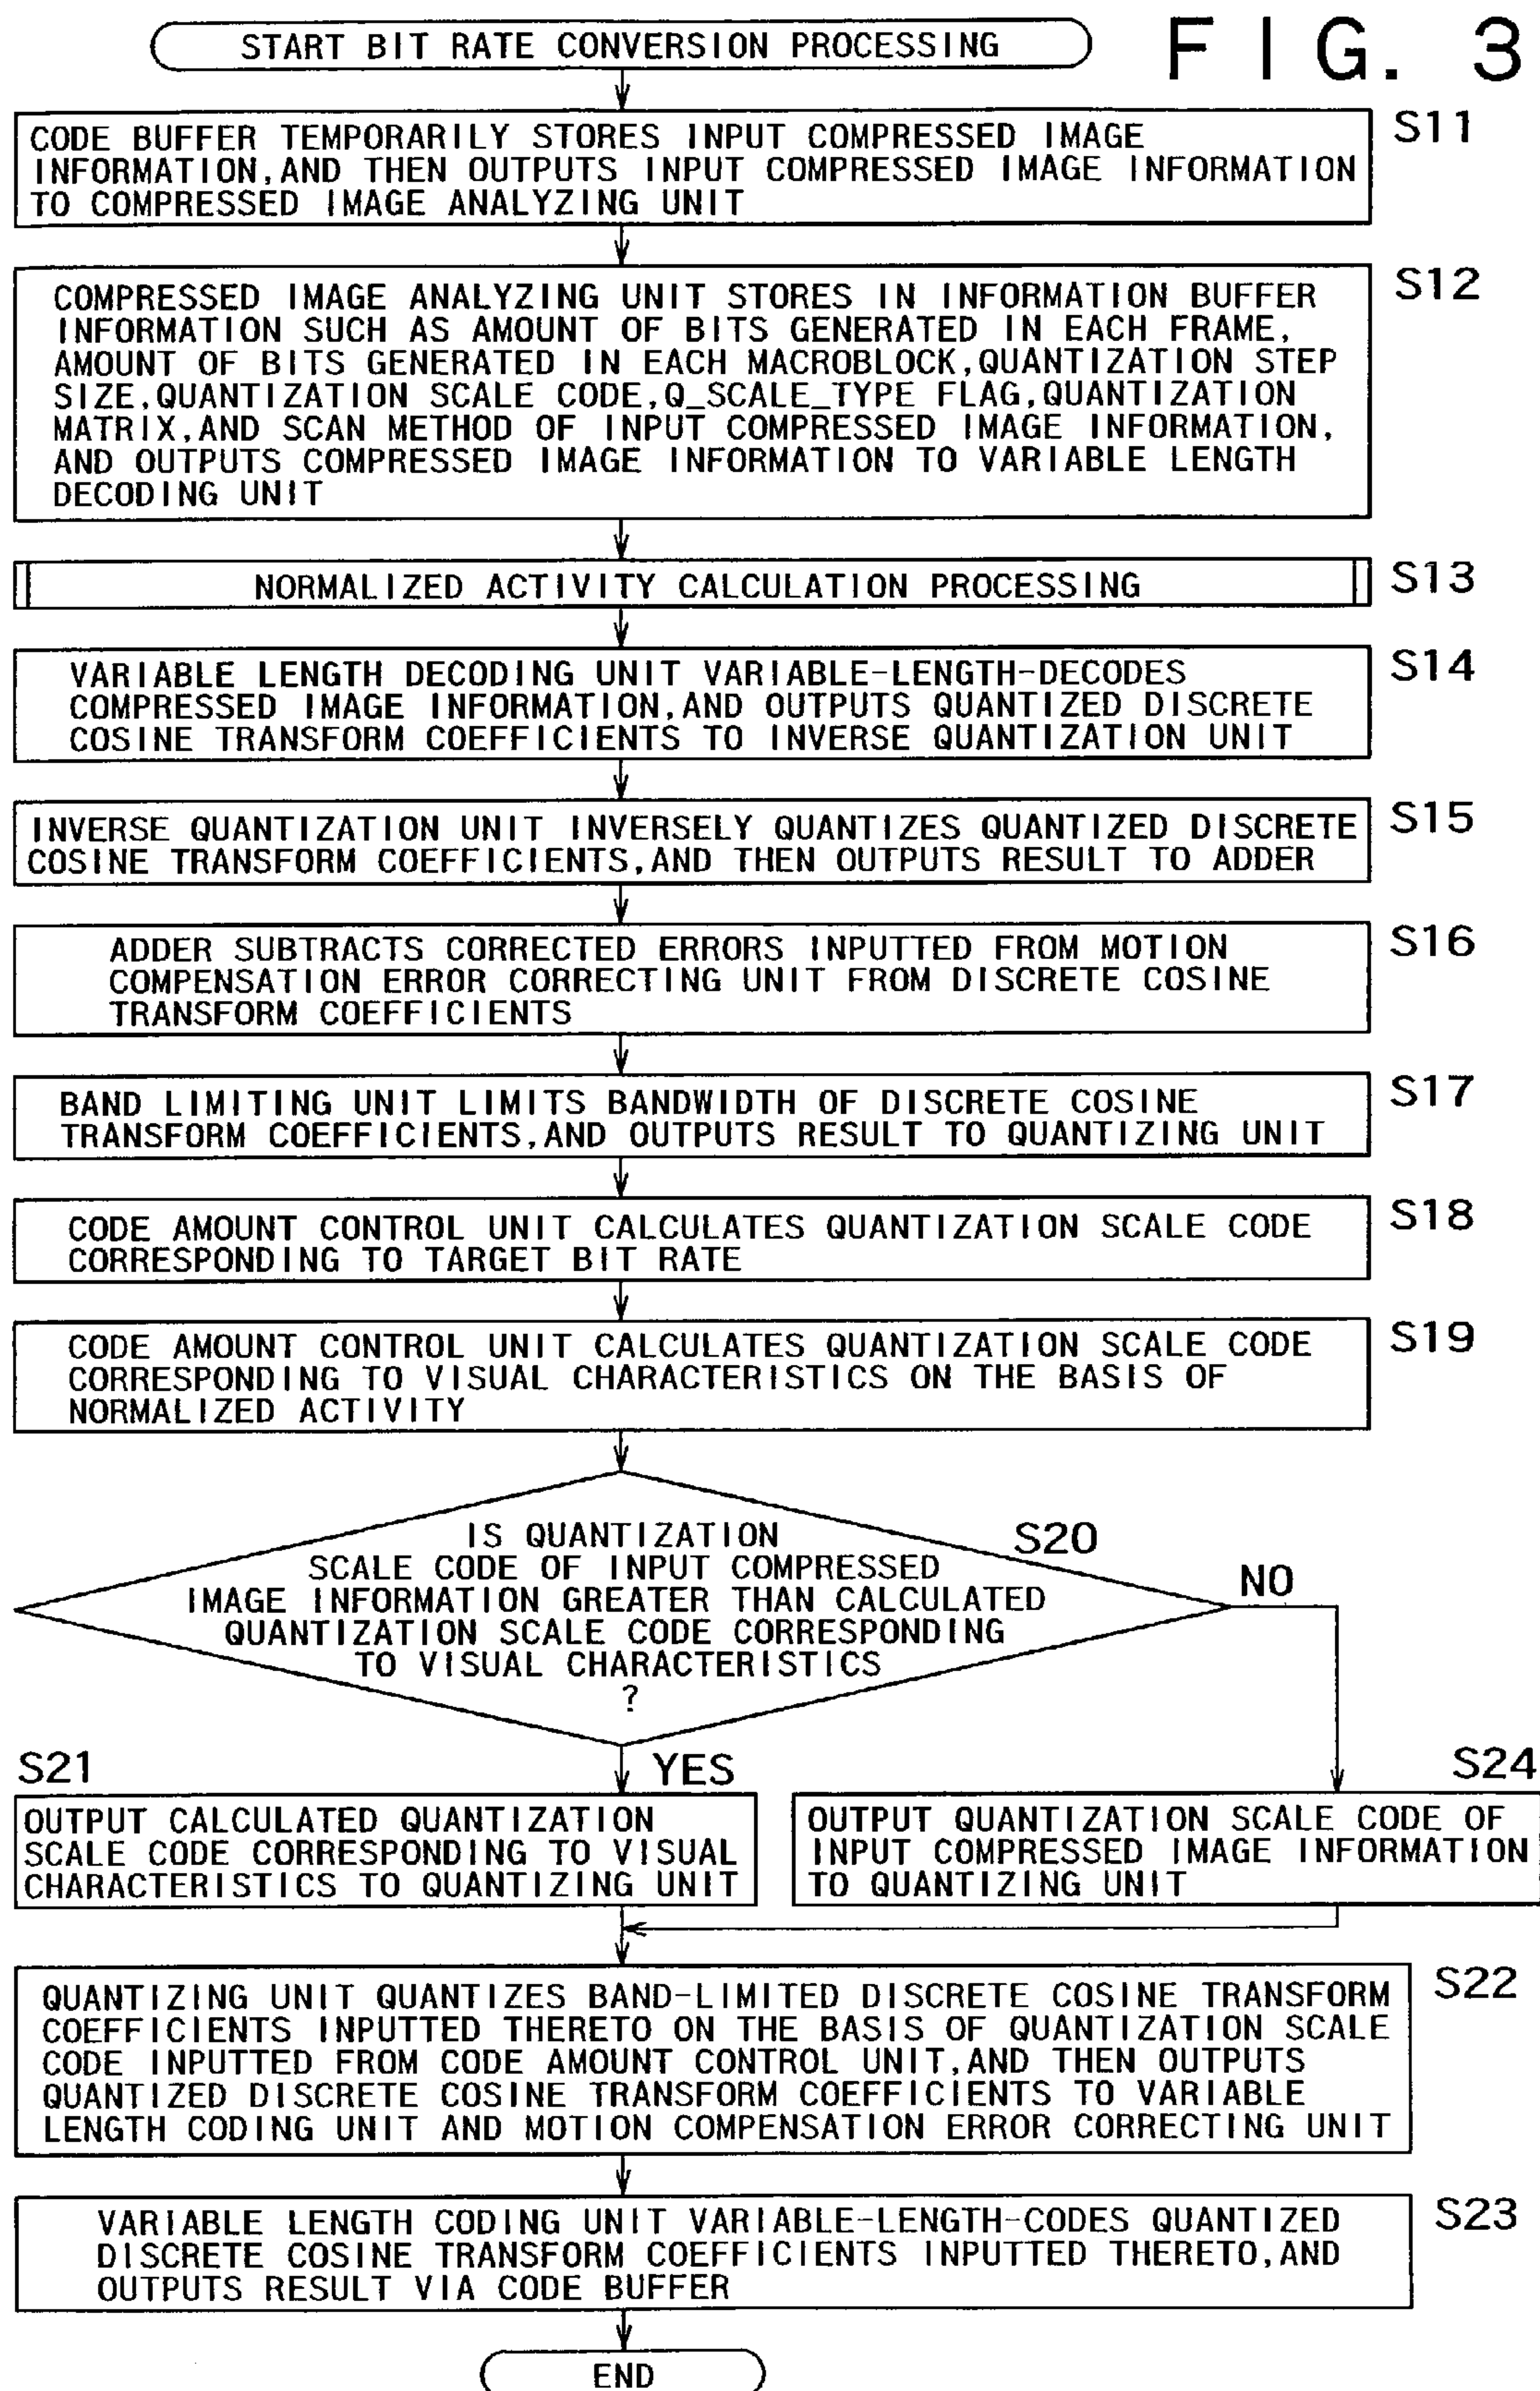 START BIT RATE CONVERSION PROCESSING
FIG. 3
CODE BUFFER TEMPORARILY STORES INPUT COMPRESSED IMAGE
INFORMATION,AND THEN OUTPUTS INPUT COMPRESSED IMAGE INFORMATION
TO COMPRESSED IMAGE ANALYZING UNIT
S11
COMPRESSED IMAGE ANALYZING UNIT STORES IN INFORMATION BUFFER
INFORMATION SUCH AS AMOUNT OF BITS GENERATED IN EACH FRAME,
AMOUNT OF BITS GENERATED IN EACH MACROBLOCK,QUANTIZATION STEP
SIZE,QUANTIZATION SCALE CODE,Q_SCALE_TYPE FLAG,QUANTIZATION
MATRIX,AND SCAN METHOD OF INPUT COMPRESSED IMAGE INFORMATION,
AND OUTPUTS COMPRESSED IMAGE INFORMATION TO VARIABLE LENGTH
DECODING UNIT
S12
NORMALIZED ACTIVITY CALCULATION PROCESSING
S13
VARIABLE LENGTH DECODING UNIT VARIABLE-LENGTH-DECODES
COMPRESSED IMAGE INFORMATION,AND OUTPUTS QUANTIZED DISCRETE
COSINE TRANSFORM COEFFICIENTS TO INVERSE QUANTIZATION UNIT
S14
INVERSE QUANTIZATION UNIT INVERSELY QUANTIZES QUANTIZED DISCRETE
COSINE TRANSFORM COEFFICIENTS,AND THEN OUTPUTS RESULT TO ADDER
S15
ADDER SUBTRACTS CORRECTED ERRORS INPUTTED FROM MOTION
COMPENSATION ERROR CORRECTING UNIT FROM DISCRETE COSINE
TRANSFORM COEFFICIENTS
S16
BAND LIMITING UNIT LIMITS BANDWIDTH OF DISCRETE COSINE
TRANSFORM COEFFICIENTS,AND OUTPUTS RESULT TO QUANTIZING UNIT
S17
CODE AMOUNT CONTROL UNIT CALCULATES QUANTIZATION SCALE CODE
CORRESPONDING TO TARGET BIT RATE
S18
CODE AMOUNT CONTROL UNIT CALCULATES QUANTIZATION SCALE CODE
CORRESPONDING TO VISUAL CHARACTERISTICS ON THE BASIS OF
NORMALIZED ACTIVITY
S19
IS QUANTIZATION
SCALE CODE OF INPUT COMPRESSED
IMAGE INFORMATION GREATER THAN CALCULATED
QUANTIZATION SCALE CODE CORRESPONDING
TO VISUAL CHARACTERISTICS
?
S20
NO
YES
S21
OUTPUT CALCULATED QUANTIZATION
SCALE CODE CORRESPONDING TO VISUAL
CHARACTERISTICS TO QUANTIZING UNIT
S24
OUTPUT QUANTIZATION SCALE CODE OF
INPUT COMPRESSED IMAGE INFORMATION
TO QUANTIZING UNIT
QUANTIZING UNIT QUANTIZES BAND-LIMITED DISCRETE COSINE TRANSFORM
COEFFICIENTS INPUTTED THERETO ON THE BASIS OF QUANTIZATION SCALE
CODE INPUTTED FROM CODE AMOUNT CONTROL UNIT,AND THEN OUTPUTS
QUANTIZED DISCRETE COSINE TRANSFORM COEFFICIENTS TO VARIABLE
LENGTH CODING UNIT AND MOTION COMPENSATION ERROR CORRECTING UNIT
S22
VARIABLE LENGTH CODING UNIT VARIABLE-LENGTH-CODES QUANTIZED
DISCRETE COSINE TRANSFORM COEFFICIENTS INPUTTED THERETO,AND
OUTPUTS RESULT VIA CODE BUFFER
S23
END